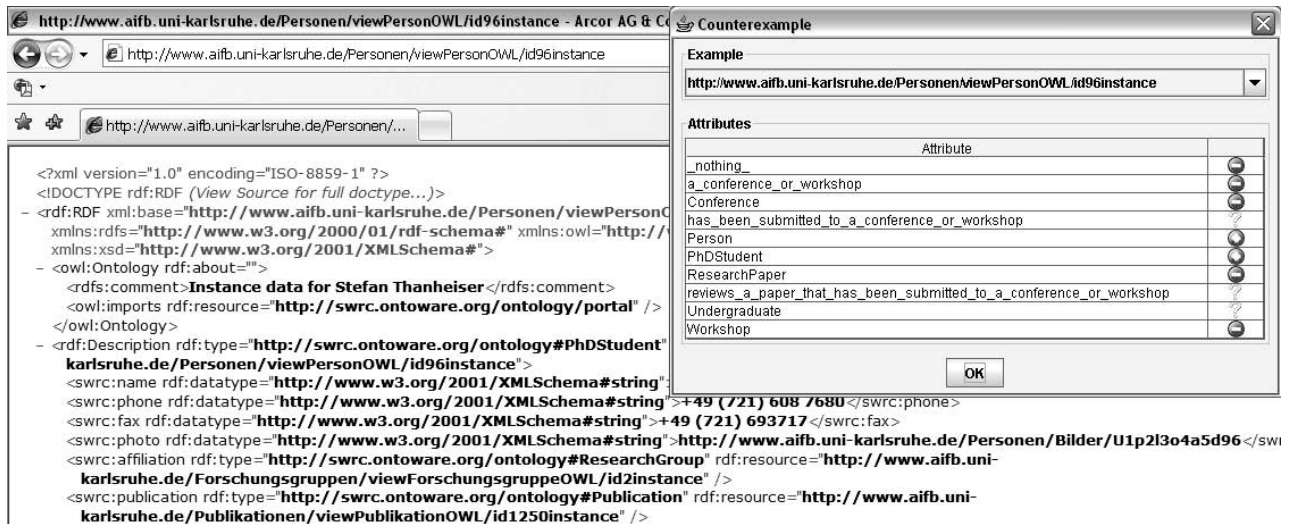 http://www.aifb.uni-karlsruhe.de/Personen/viewPersonOWL/id96instance - Arcor AG & Co
http://www.aifb.uni-karlsruhe.de/Personen/viewPersonOWL/id96instance
http://www.aifb.uni-karlsruhe.de/Personen/...
<?xml version="1.0" encoding="ISO-8859-1" ?>
<!DOCTYPE rdf:RDF (View Source for full doctype...)>
- <rdf:RDF xml:base="http://www.aifb.uni-karlsruhe.de/Personen/viewPersonO
xmlns:rdfs="http://www.w3.org/2000/01/rdf-schema#" xmlns:owl="http://
xmlns:xsd="http://www.w3.org/2001/XMLSchema#">
- <owl:Ontology rdf:about="">
<rdfs:comment>Instance data for Stefan Thanheiser</rdfs:comment>
<owl:imports rdf:resource="http://swrc.ontoware.org/ontology/portal" />
</owl:Ontology>
- <rdf:Description rdf:type="http://swrc.ontoware.org/ontology#PhDStudent"
karlsruhe.de/Personen/viewPersonOWL/id96instance">
<swrc:name rdf:datatype="http://www.w3.org/2001/XMLSchema#string">
<swrc:phone rdf:datatype="http://www.w3.org/2001/XMLSchema#string">+49 (721) 608 7680</swrc:phone>
<swrc:fax rdf:datatype="http://www.w3.org/2001/XMLSchema#string">+49 (721) 693717</swrc:fax>
<swrc:photo rdf:datatype="http://www.w3.org/2001/XMLSchema#string">http://www.aifb.uni-karlsruhe.de/Personen/Bilder/U1p2l3o4a5d96</swr
<swrc:affiliation rdf:type="http://swrc.ontoware.org/ontology#ResearchGroup" rdf:resource="http://www.aifb.uni-
karlsruhe.de/Forschungsgruppen/viewForschungsgruppeOWL/id2instance" />
<swrc:publication rdf:type="http://swrc.ontoware.org/ontology#Publication" rdf:resource="http://www.aifb.uni-
karlsruhe.de/Publikationen/viewPublikationOWL/id1250instance" />
Counterexample
Example
http://www.aifb.uni-karlsruhe.de/Personen/viewPersonOWL/id96instance
Attributes
Attribute
_nothing_
a_conference_or_workshop
Conference
has_been_submitted_to_a_conference_or_workshop ?
Person
PhDStudent
ResearchPaper
reviews_a_paper_that_has_been_submitted_to_a_conference_or_workshop ?
Undergraduate ?
Workshop
OK